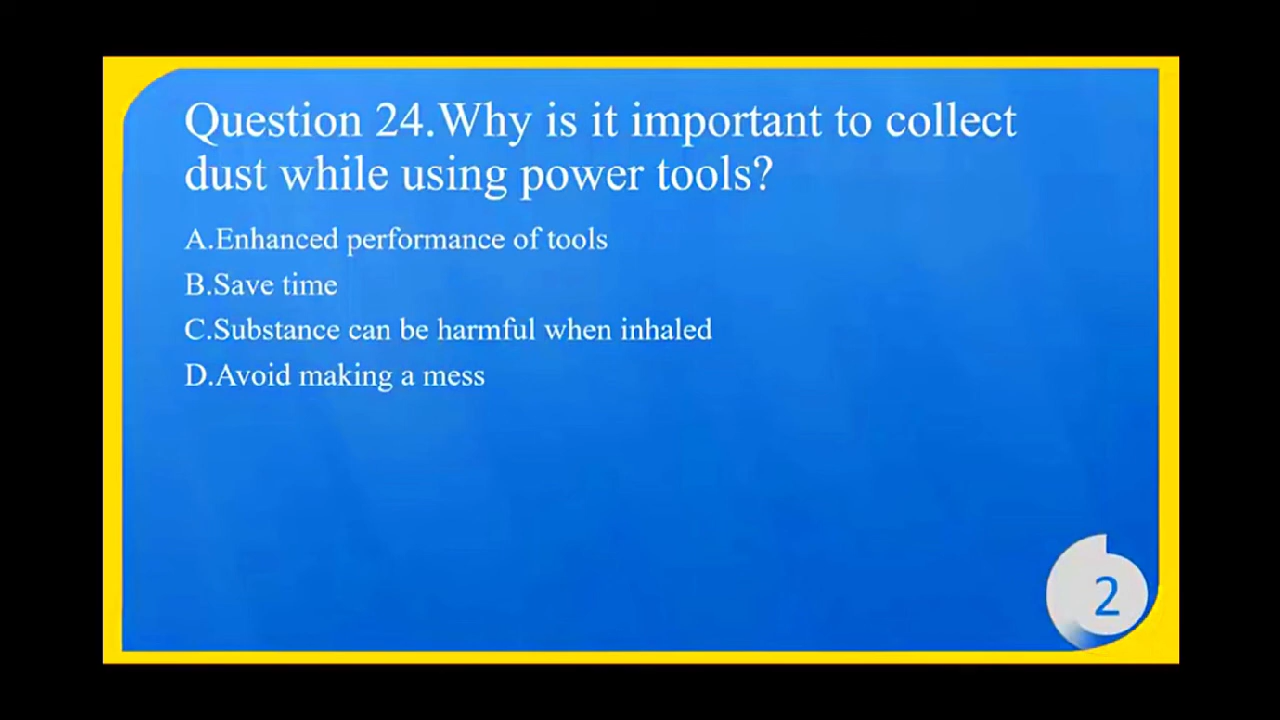 Question 24.Why is it important to collect
dust while using power tools?
A.Enhanced performance of tools
B.Save time
C.Substance can be harmful when inhaled
D.Avoid making a mess
2